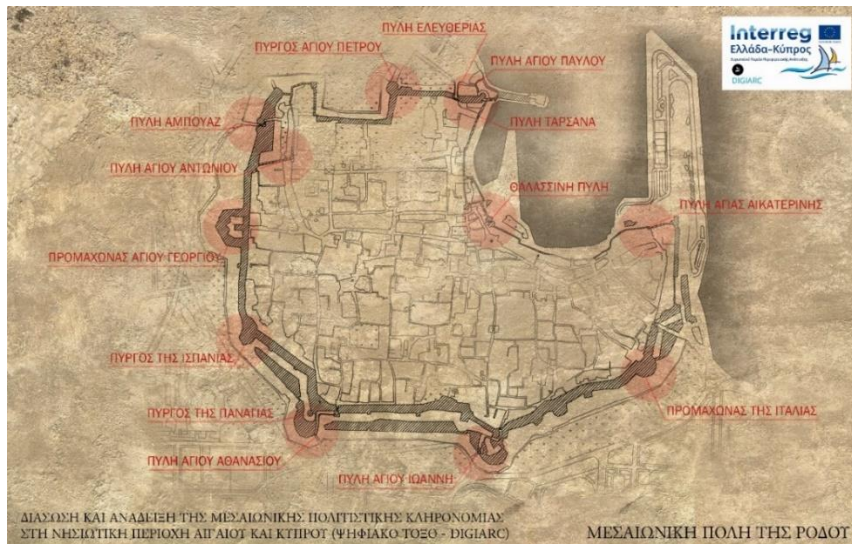 ΠΥΛΗ ΕΛΕΥΘΕΡΙΑΣ
ΠΥΡΓΟΣ ΑΓΙΟΥ ΠΕΤΡΟΥ
ΠΥΛΗ ΑΓΙΟΥ ΠΑΥΛΟΥ
ΠΥΛΗ ΑΜΠΟΥΑΖ
ΠΥΛΗ ΤΑΡΣΑΝΑ
ΠΥΛΗ ΑΓΙΟΥ ΑΝΤΩΝΙΟΥ
ΘΑΛΑΣΣΙΝΗ ΠΥΛΗ
ΠΥΛΗ ΑΓΙΑΣ ΑΙΚΑΤΕΡΙΝΗΣ
ΠΡΟΜΑΧΩΝΑΣ ΑΓΙΟΥ ΓΕΩΡΓΙΟΥ
ΠΥΡΓΟΣ ΤΗΣ ΙΣΠΑΝΙΑΣ
ΠΥΡΓΟΣ ΤΗΣ ΠΑΝΑΓΙΑΣ
ΠΡΟΜΑΧΩΝΑΣ ΤΗΣ ΙΤΑΛΙΑΣ
ΠΥΛΗ ΑΓΙΟΥ ΑΘΑΝΑΣΙΟΥ
ΠΥΛΗ ΑΓΙΟΥ ΙΩΑΝΝΗ
Interreg
Ελλάδα-Κύπρος
DIGIARC
ΔΙΑΣΩΣΗ ΚΑΙ ΑΝΑΔΕΙΞΗ ΤΗΣ ΜΕΣΑΙΩΝΙΚΗΣ ΠΟΛΙΤΙΣΤΙΚΗΣ ΚΛΗΡΟΝΟΜΙΑΣ
ΣΤΗ ΝΗΣΙΩΤΙΚΗ ΠΕΡΙΟΧΗ ΑΙΓΑΙΟΥ ΚΑΙ ΚΥΠΡΟΥ (ΨΗΦΙΑΚΟ ΤΟΞΟ - DIGIARC)
ΜΕΣΑΙΩΝΙΚΗ ΠΟΛΗ ΤΗΣ ΡΟΔΟΥ